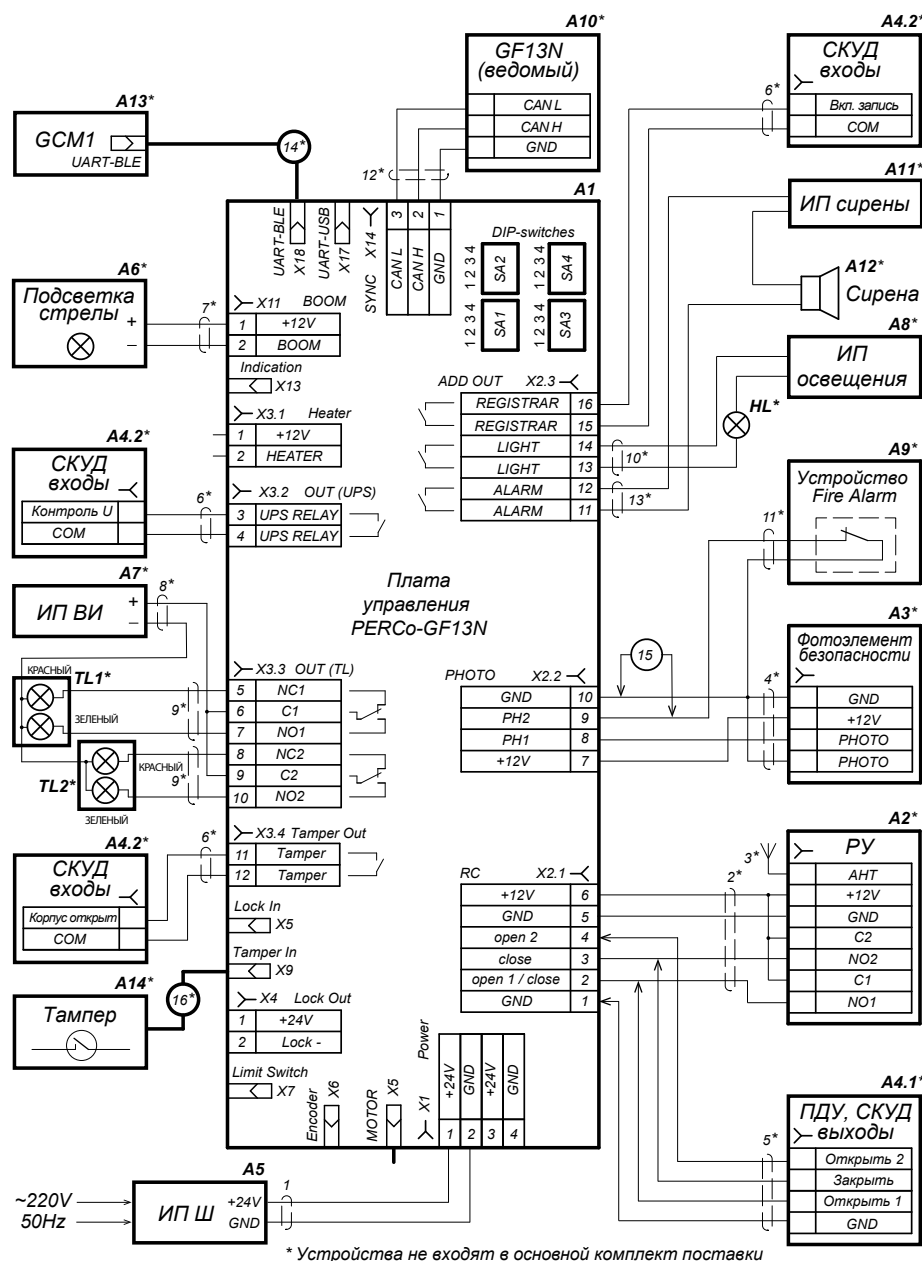 A10*
GF13N
(ведомый)
CAN L
CAN H
GND
12*
A4.2*
СКУД
входы
6*
Вкл. запись
COM
A13*
GCM1
UART-BLE
14*
A1
UART-BLE
X18
UART-USB
X17
SYNC
X14
3
2
1
CAN L
CAN H
GND
DIP-switches
1 2 3 4
SA2
1 2 3 4
SA4
1 2 3 4
SA1
1 2 3 4
SA3
A11*
ИП сирены
A12*
Сирена
A8*
ИП
освещения
HL*
A6*
Подсветка
стрелы
+
–
7*
X11 BOOM
1 +12V
2 BOOM
Indication
X13
X3.1 Heater
1 +12V
2 HEATER
ADD OUT X2.3
REGISTRAR 16
REGISTRAR 15
LIGHT 14
LIGHT 13
ALARM 12
ALARM 11
10*
13*
A4.2*
СКУД
входы
Контроль U
COM
6*
X3.2 OUT (UPS)
3 UPS RELAY
4 UPS RELAY
A9*
Устройство
Fire Alarm
11*
Плата
управления
PERCo-GF13N
A7*
ИП ВИ
+
–
8*
КРАСНЫЙ
TL1*
ЗЕЛЕНЫЙ
9*
TL2*
КРАСНЫЙ
9*
ЗЕЛЕНЫЙ
X3.3 OUT (TL)
5 NC1
6 C1
7 NO1
8 NC2
9 C2
10 NO2
15
PHOTO X2.2
GND 10
PH2 9
PH1 8
+12V 7
A3*
Фотоэлемент
безопасности
4*
GND
+12V
PHOTO
PHOTO
A4.2*
СКУД
входы
Корпус открыт
COM
6*
X3.4 Tamper Out
11 Tamper
12 Tamper
Lock In
X5
Tamper In
X9
A14*
Тампер
16*
X4 Lock Out
1 +24V
2 Lock -
Limit Switch
X7
Encoder
X6
MOTOR
X5
RC X2.1
+12V 6
GND 5
open 2 4
close 3
open 1 / close 2
GND 1
A2*
РУ
3*
2*
АНТ
+12V
GND
C2
NO2
C1
NO1
Power
X1
+24V
GND
+24V
GND
1
2
3
4
A4.1*
ПДУ, СКУД
выходы
5*
Открыть 2
Закрыть
Открыть 1
GND
A5
~220V
50Hz
ИП Ш
+24V
GND
1
* Устройства не входят в основной комплект поставки